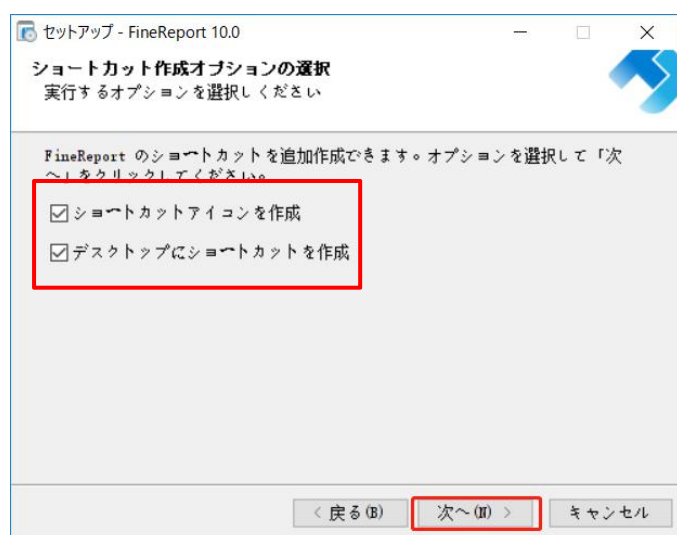 セットアップ - FineReport 10.0
ショートカット作成オプションの選択
実行するオプションを選択しください
FineReport のショートカットを追加作成できます。オプションを選択して「次
へ」をクリックしてください。
ショートカットアイコンを作成
デスクトップにショートカットを作成
< 戻る(B)
次へ(N) >
キャンセル